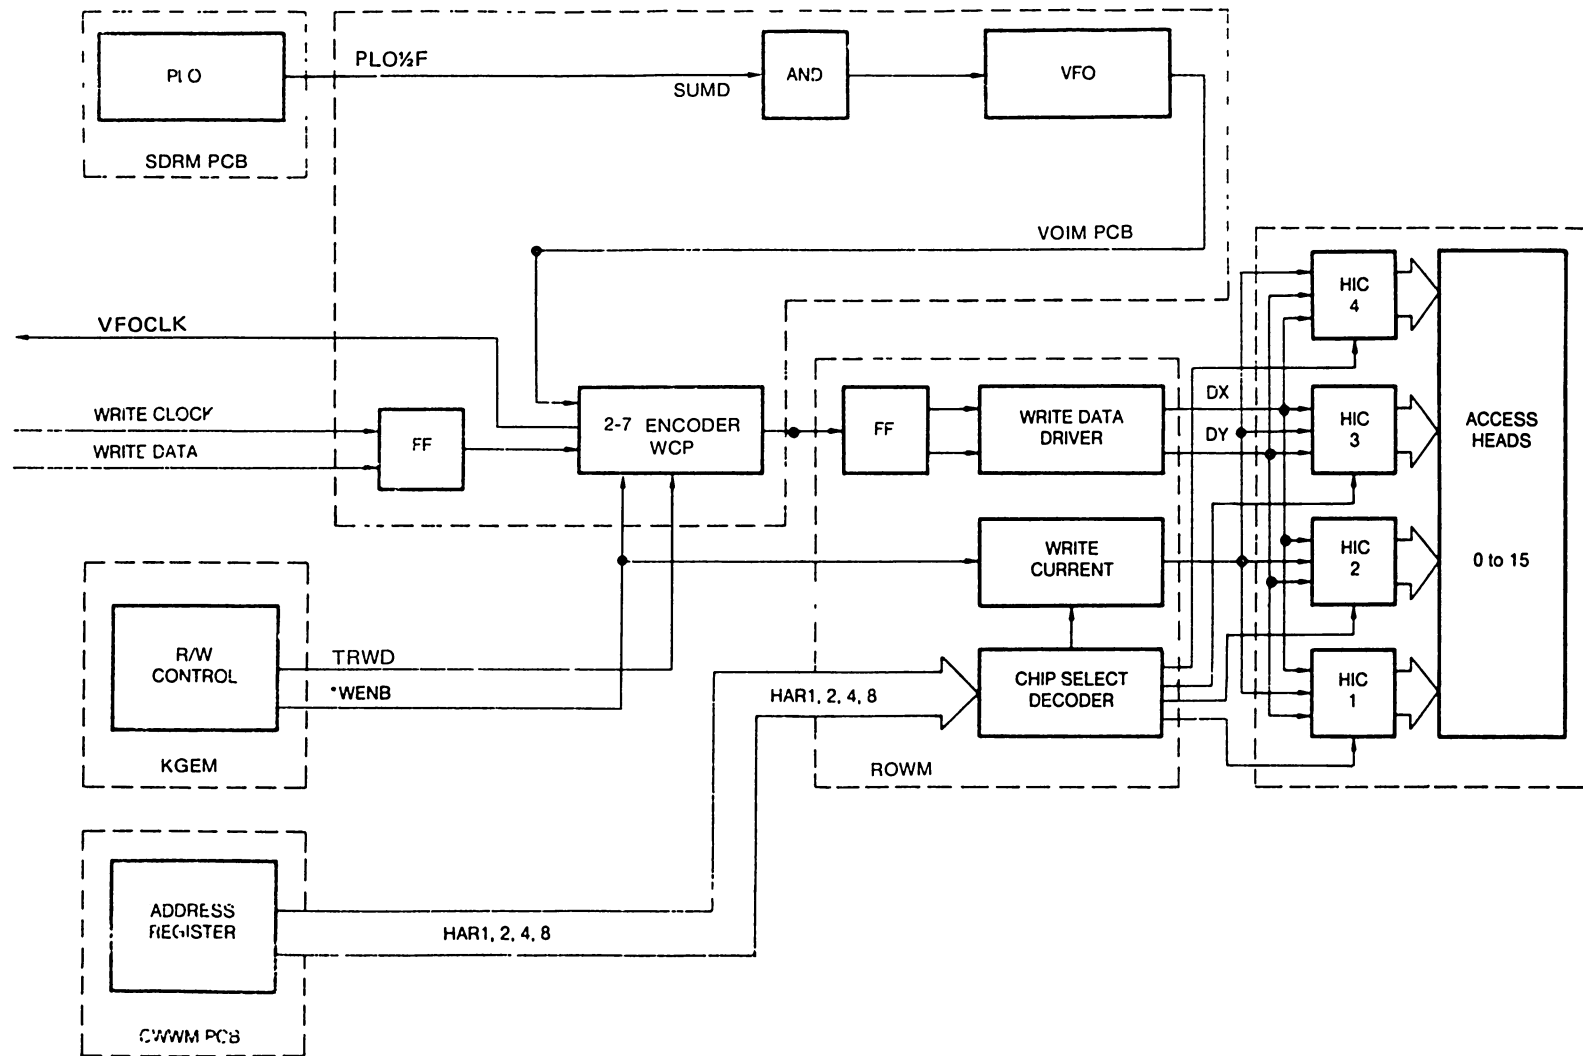 PLO
SDRM PCB
PLO½F
SUMD
AND
VFO
VOIM PCB
VFOCLK
WRITE CLOCK
WRITE DATA
FF
2-7 ENCODER
WCP
FF
WRITE DATA
DRIVER
DX
DY
HIC
4
HIC
3
HIC
2
HIC
1
ACCESS
HEADS
0 to 15
WRITE
CURRENT
R/W
CONTROL
TRWD
*WENB
KGEM
HAR1, 2, 4, 8
CHIP SELECT
DECODER
ROWM
ADDRESS
REGISTER
HAR1, 2, 4, 8
CWWM PCB